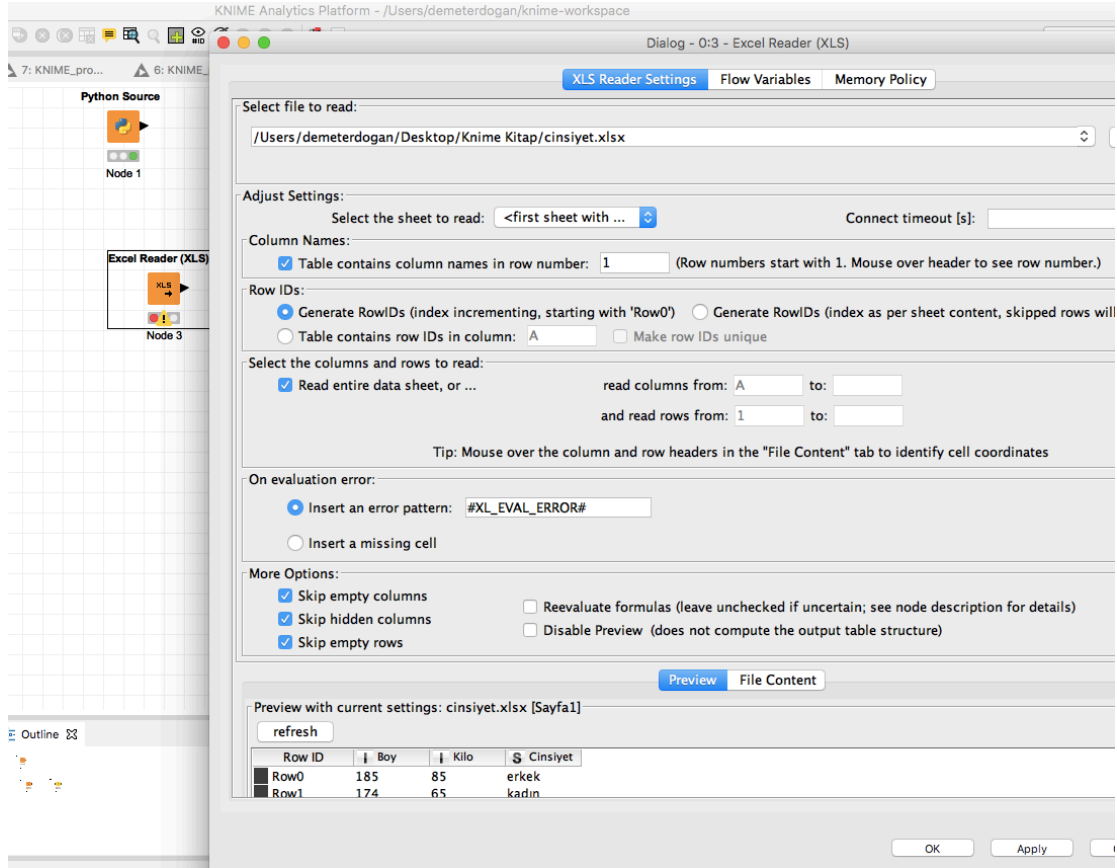 KNIME Analytics Platform - /Users/demeterdogan/knime-workspace
Dialog - 0:3 - Excel Reader (XLS)
7: KNIME_pro... 6: KNIME_
XLS Reader Settings Flow Variables Memory Policy
Python Source
Node 1
Excel Reader (XLS)
XLS
Node 3
Select file to read:
/Users/demeterdogan/Desktop/Knime Kitap/cinsiyet.xlsx
Adjust Settings:
Select the sheet to read: <first sheet with ... Connect timeout [s]:
Column Names:
Table contains column names in row number: 1 (Row numbers start with 1. Mouse over header to see row number.)
Row IDs:
Generate RowIDs (index incrementing, starting with 'Row0') Generate RowIDs (index as per sheet content, skipped rows will
Table contains row IDs in column: A Make row IDs unique
Select the columns and rows to read:
Read entire data sheet, or ... read columns from: A to:
and read rows from: 1 to:
Tip: Mouse over the column and row headers in the "File Content" tab to identify cell coordinates
On evaluation error:
Insert an error pattern: #XL_EVAL_ERROR#
Insert a missing cell
More Options:
Skip empty columns
Reevaluate formulas (leave unchecked if uncertain; see node description for details)
Skip hidden columns
Disable Preview (does not compute the output table structure)
Skip empty rows
Preview File Content
Preview with current settings: cinsiyet.xlsx [Sayfa1]
refresh
Row ID I Boy I Kilo S Cinsiyet
Row0 185 85 erkek
Row1 174 65 kadın
Outline
OK Apply